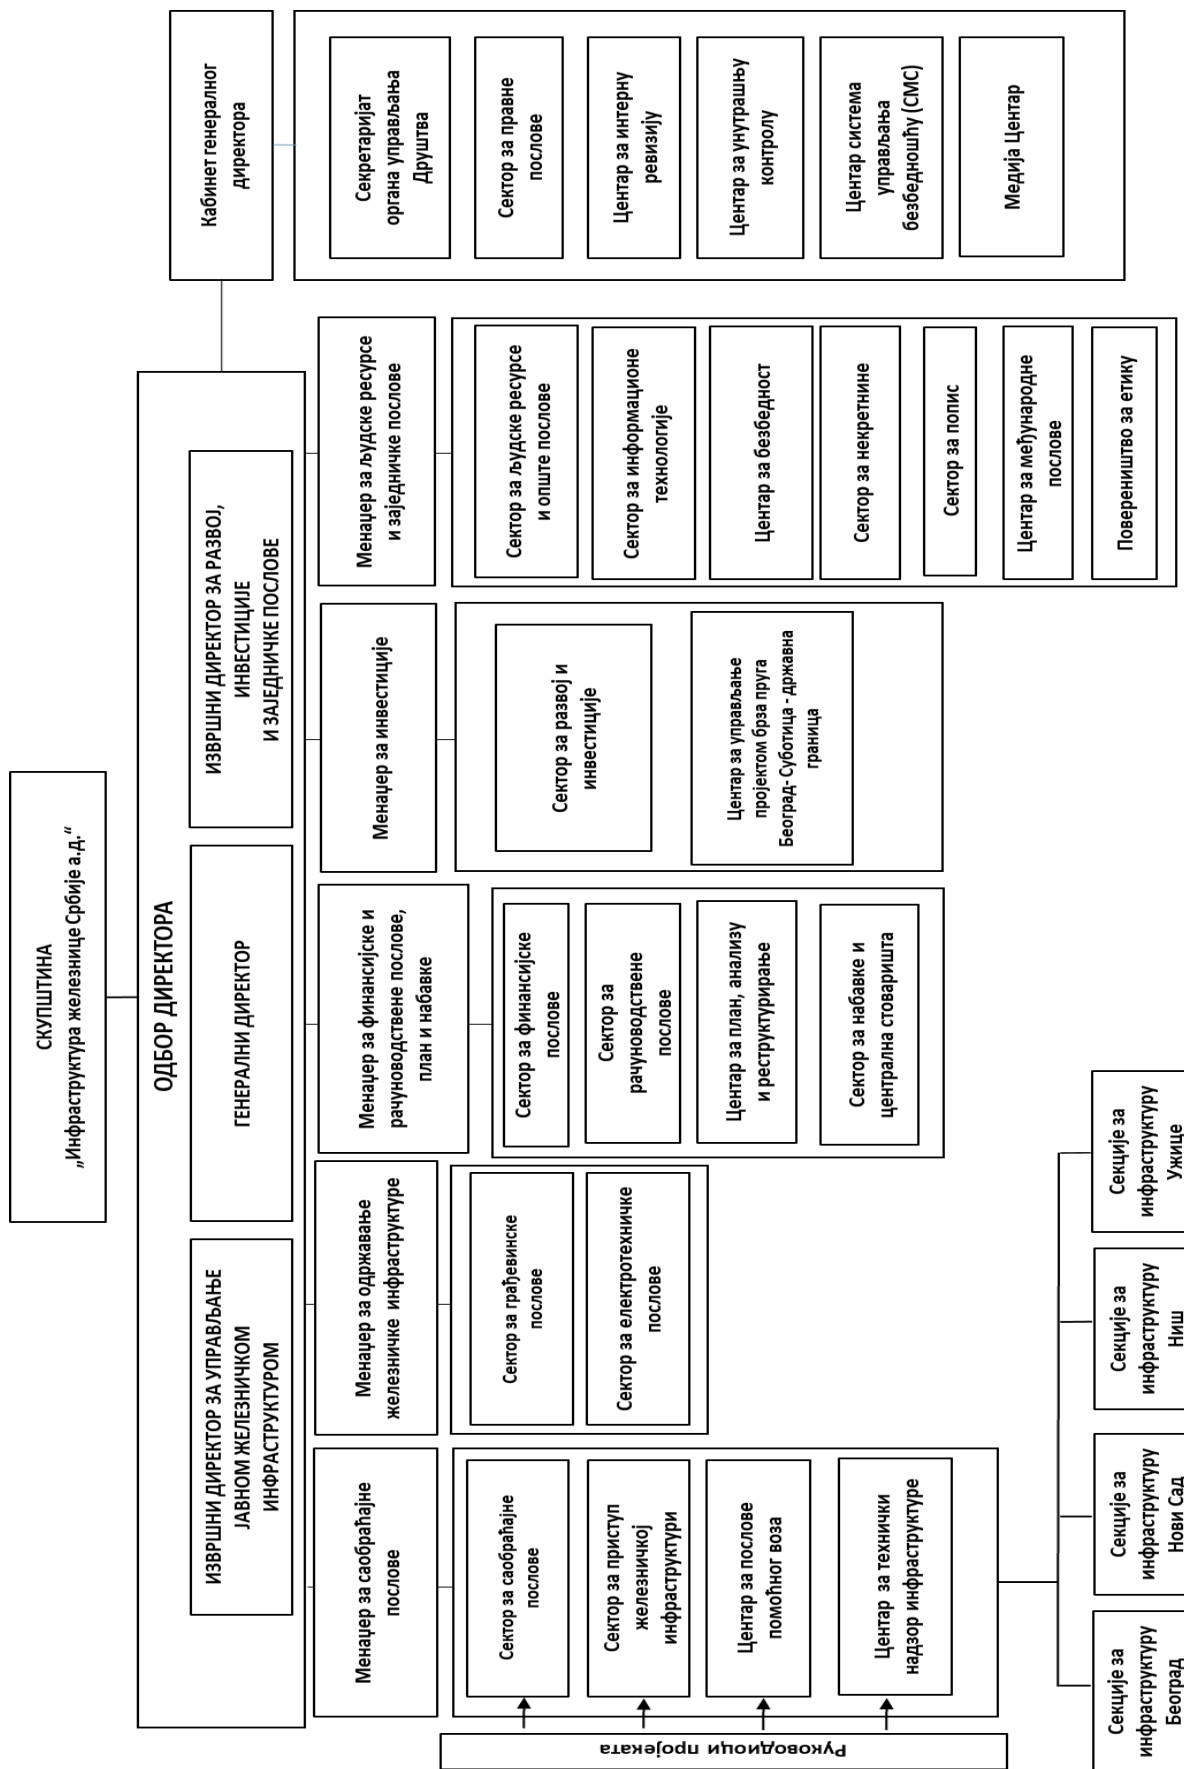 СКУПШТИНА
„Инфраструктура железнице Србије а.д.“
ОДБОР ДИРЕКТОРА
ИЗВРШНИ ДИРЕКТОР ЗА УПРАВЉАЊЕ
ЈАВНОМ ЖЕЛЕЗНИЧКОМ
ИНФРАСТРУКТУРОМ
ГЕНЕРАЛНИ ДИРЕКТОР
ИЗВРШНИ ДИРЕКТОР ЗА РАЗВОЈ,
ИНВЕСТИЦИЈЕ
И ЗАЈЕДНИЧКЕ ПОСЛОВЕ
Кабинет генералног
директора
Секретаријат
органа управљања
Друштва
Сектор за правне
послове
Центар за интерну
ревизију
Центар за унутрашњу
контролу
Центар система
управљања
безбедношћу (СМС)
Медија Центар
Менаџер за саобраћајне
послове
Сектор за саобраћајне
послове
Сектор за приступ
железничкој
инфраструктури
Центар за послове
помоћног воза
Центар за технички
надзор инфраструктуре
Руководиоци пројеката
Менаџер за одржавање
железничке инфраструктуре
Сектор за грађевинске
послове
Сектор за електротехничке
послове
Менаџер за финансијске и
рачуноводствене послове,
план и набавке
Сектор за финансијске
послове
Сектор за
рачуноводствене
послове
Центар за план, анализу
и реструктурирање
Сектор за набавке и
централна стоваришта
Менаџер за инвестиције
Сектор за развој и
инвестиције
Центар за управљање
пројектом брза пруга
Београд- Суботица - државна
граница
Менаџер за људске ресурсе
и заједничке послове
Сектор за људске ресурсе
и опште послове
Сектор за информационе
технологије
Центар за безбедност
Сектор за некретнине
Сектор за попис
Центар за међународне
послове
Повереништво за етику
Секције за
инфраструктуру
Београд
Секције за
инфраструктуру
Нови Сад
Секције за
инфраструктуру
Ниш
Секције за
инфраструктуру
Ужице